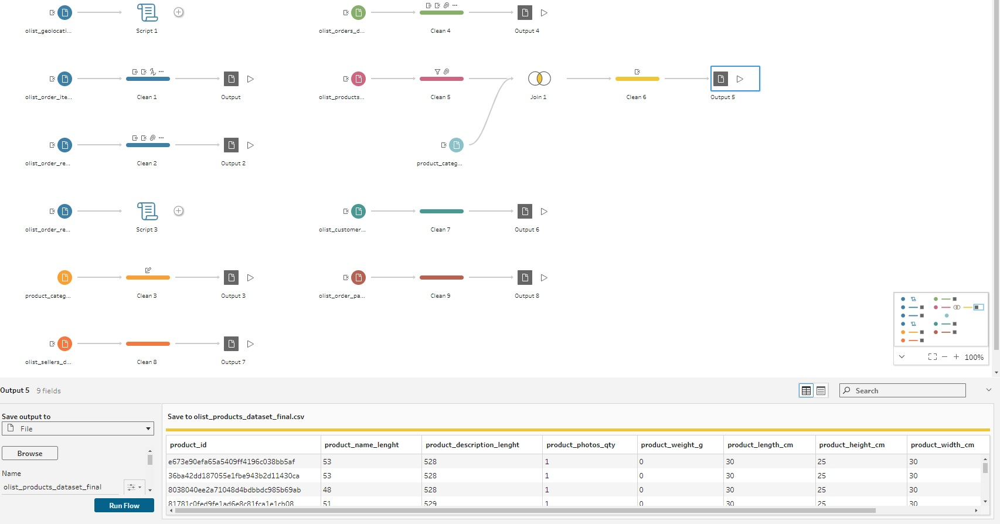 olist_geolocati...
Script 1
olist_orders_d...
Clean 4
Output 4
olist_order_ite...
Clean 1
Output
olist_products...
Clean 5
Join 1
Clean 6
Output 5
olist_order_re...
Clean 2
Output 2
product_categ...
olist_order_re...
Script 3
olist_customer...
Clean 7
Output 6
product_categ...
Clean 3
Output 3
olist_order_pa...
Clean 9
Output 8
olist_sellers_d...
Clean 8
Output 7
100%
Output 5 9 fields
Search
Save output to
File
Browse
Name
olist_products_dataset_final
Run Flow
Save to olist_products_dataset_final.csv
product_id product_name_lenght product_description_lenght product_photos_qty product_weight_g product_length_cm product_height_cm product_width_cm
e673e90efa65a5409ff4196c038bb5af 53 528 1 0 30 25 30
36ba42dd187055e1fbe943b2d11430ca 53 528 1 0 30 25 30
8038040ee2a71048d4bdbbdc985b69ab 48 528 1 0 30 25 30
81781c0fed9fe1ad6e8c81fca1e1cb08 51 529 1 0 30 25 30